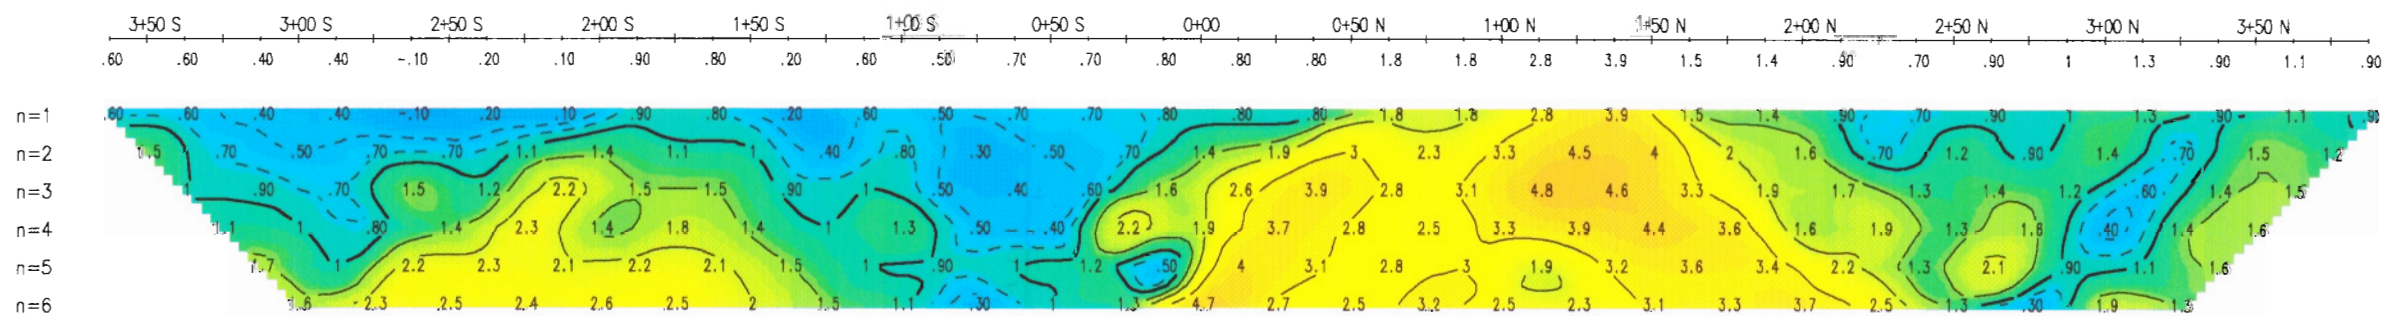 3+50 S 3+00 S 2+50 S 2+00 S 1+50 S 1+00 S 0+50 S 0+00 0+50 N 1+00 N 1+50 N 2+00 N 2+50 N 3+00 N 3+50 N
.60 .60 .40 .40 -.10 .20 .10 .90 .80 .20 .60 .50 .70 .70 .80 .80 .80 1.8 1.8 2.8 3.9 1.5 1.4 .90 .70 .90 1 1.3 .90 1.1 .90
n=1 .60 .60 .40 .40 -.10 .20 .10 .90 .80 .20 .60 .50 .70 .70 .80 .80 .80 1.8 1.8 2.8 3.9 1.5 1.4 .90 .70 .90 1 1.3 .90 1.1 .90
n=2 1.5 .70 .50 .70 .70 1.1 1.4 1.1 1 .40 .80 .30 .50 .70 1.4 1.9 3 2.3 3.3 4.5 4 2 1.6 .70 1.2 .90 1.4 .70 1.5 1.2
n=3 1 .90 .70 1.5 1.2 2.2 1.5 1.5 .90 1 .50 .40 .60 1.6 2.6 3.9 2.8 3.1 4.8 4.6 3.3 1.9 1.7 1.3 1.4 1.2 .60 1.4 1.5
n=4 1.1 1 .80 1.4 2.3 1.4 1.8 1.4 1 1.3 .50 .40 2.2 1.9 3.7 2.8 2.5 3.3 3.9 4.4 3.6 1.6 1.9 1.3 1.8 .40 1.4 1.6
n=5 1.7 1 2.2 2.3 2.1 2.2 2.1 1.5 1 .90 1 1.2 .50 4 3.1 2.8 3 1.9 3.2 3.6 3.4 2.2 1.3 2.1 .90 1.1 1.6
n=6 1.6 2.3 2.5 2.4 2.6 2.5 2 1.5 1.1 .30 1 1.3 4.7 2.7 2.5 3.2 2.5 2.3 3.1 3.3 3.7 2.5 1.3 .30 1.9 1.3